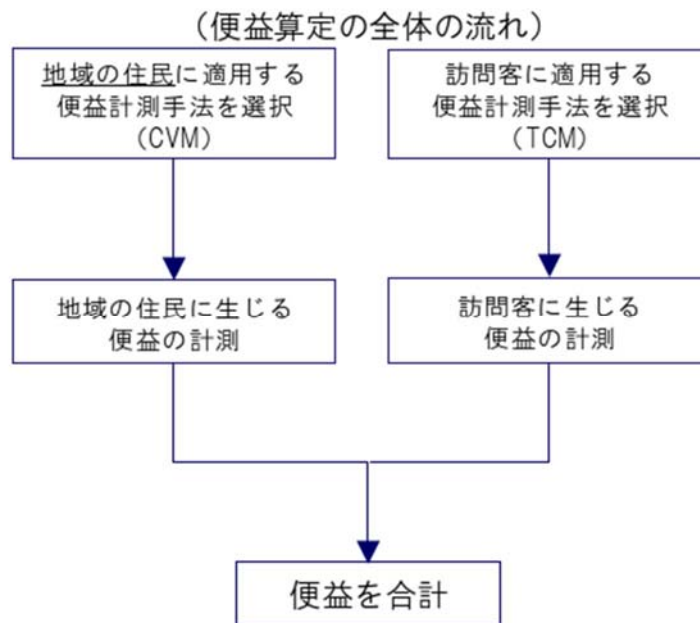 （便益算定の全体の流れ）
地域の住民に適用する
便益計測手法を選択
（CVM）
訪問客に適用する
便益計測手法を選択
（TCM）
地域の住民に生じる
便益の計測
訪問客に生じる
便益の計測
便益を合計